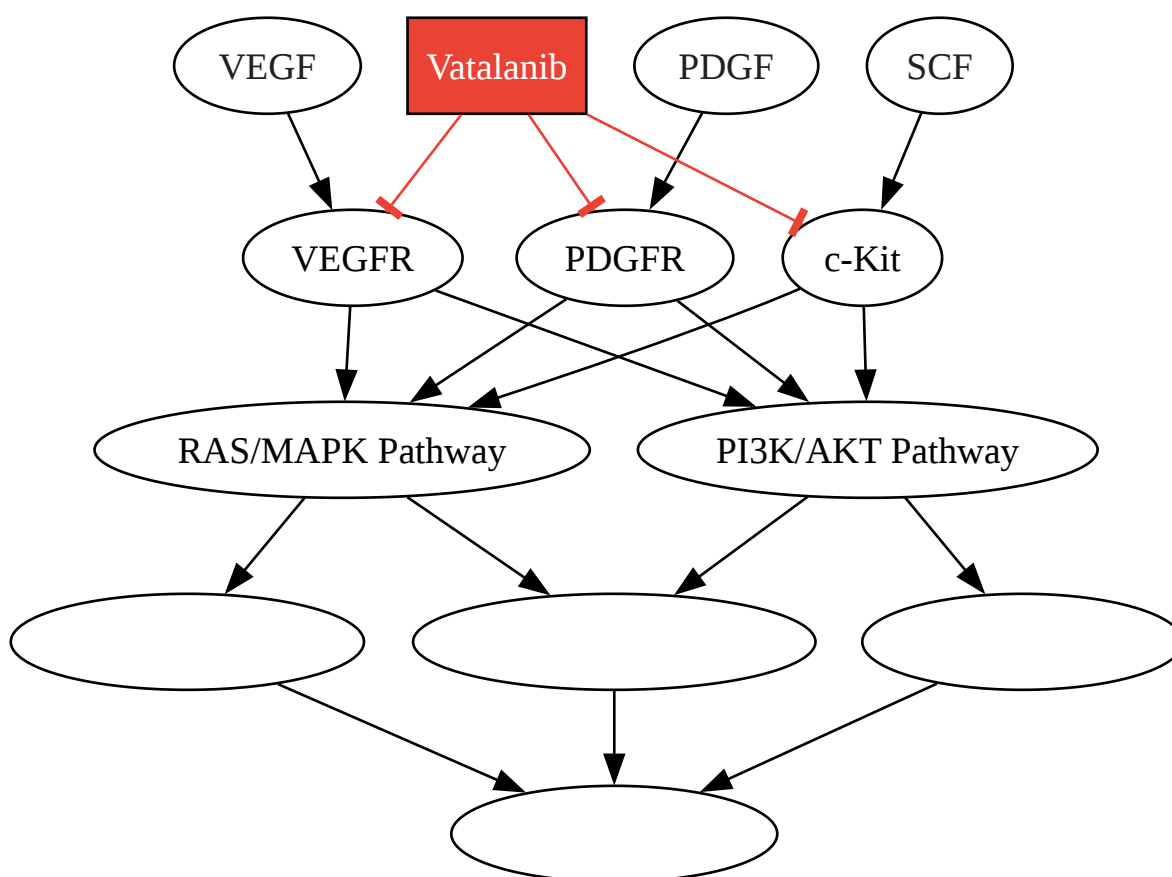 VEGF
Vatalanib
PDGF
SCF
VEGFR
PDGFR
c-Kit
RAS/MAPK Pathway
PI3K/AKT Pathway